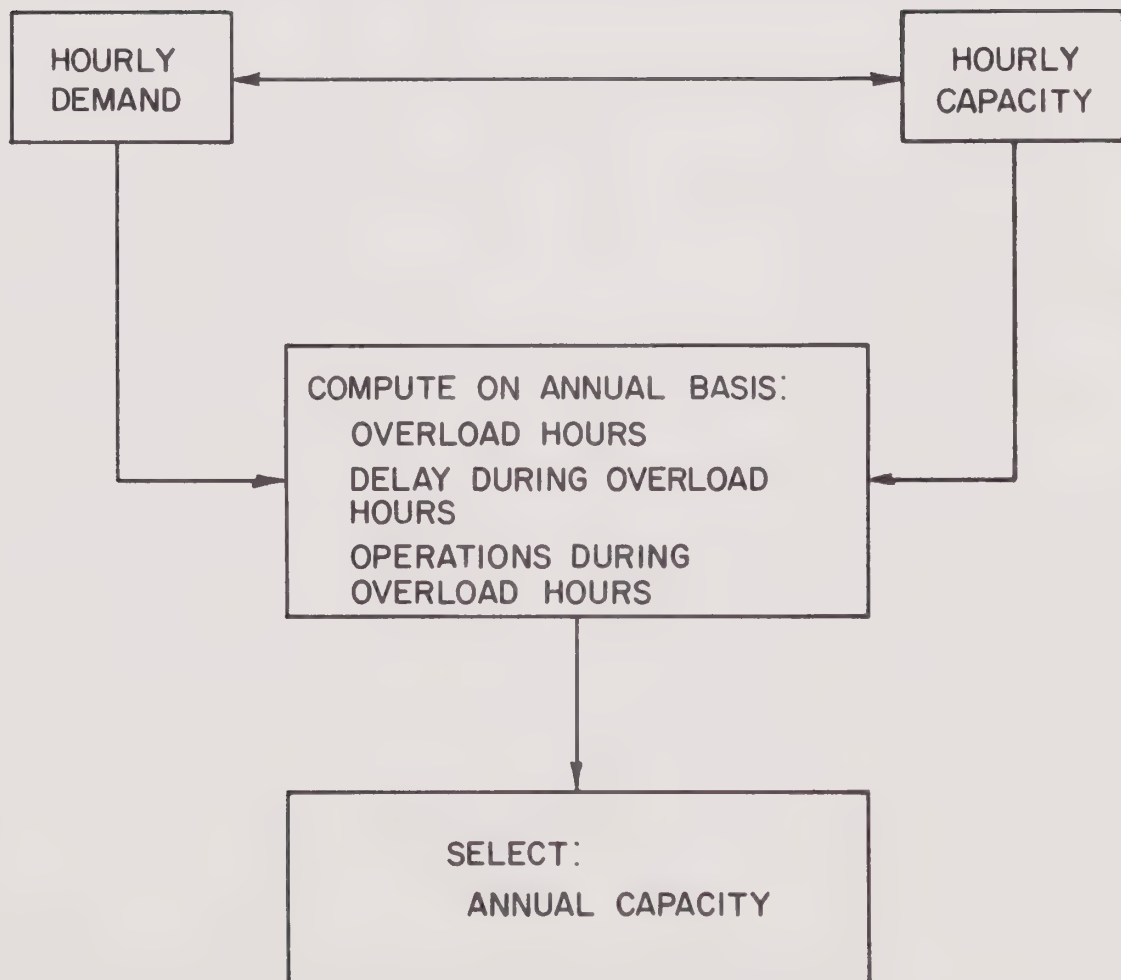 HOURLY
DEMAND
HOURLY
CAPACITY
COMPUTE ON ANNUAL BASIS:
OVERLOAD HOURS
DELAY DURING OVERLOAD
HOURS
OPERATIONS DURING
OVERLOAD HOURS
SELECT:
ANNUAL CAPACITY